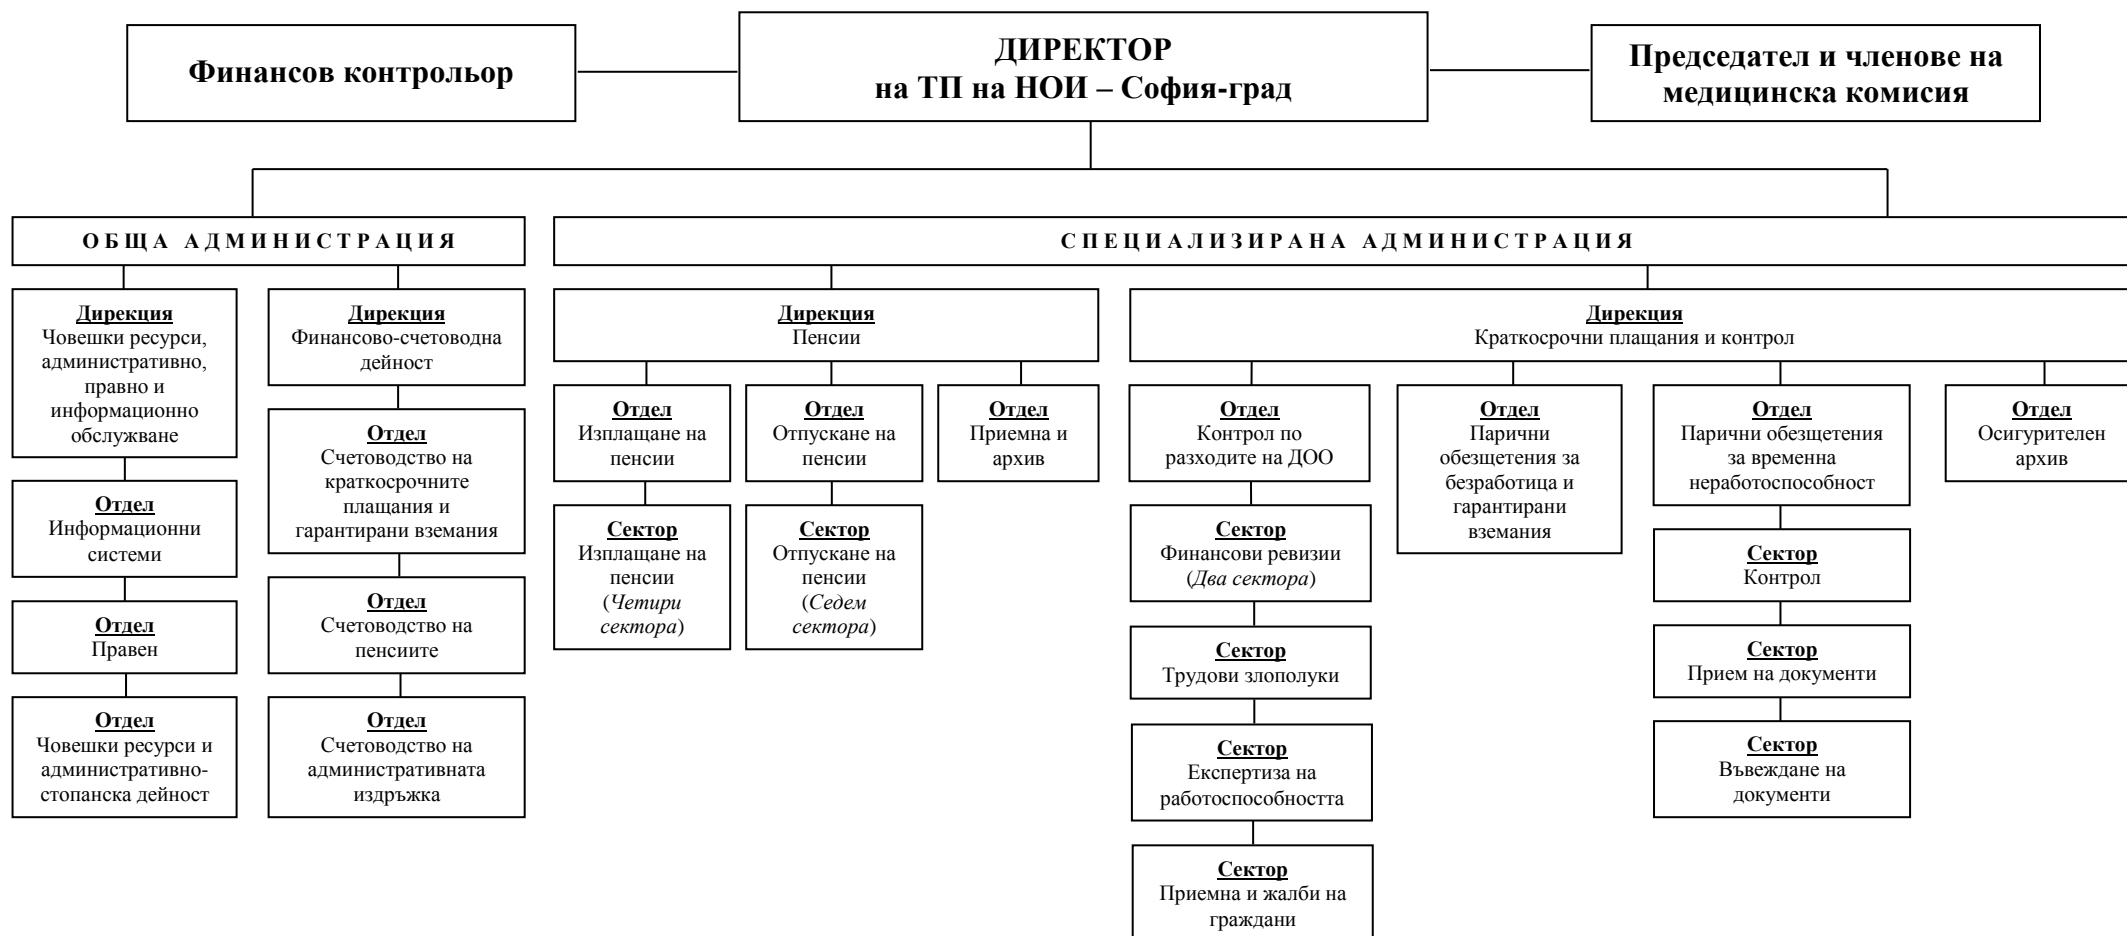 Финансов контрольор
ДИРЕКТОР
на ТП на НОИ – София-град
Председател и членове на
медицинска комисия
ОБЩА АДМИНИСТРАЦИЯ
СПЕЦИАЛИЗИРАНА АДМИНИСТРАЦИЯ
Дирекция
Човешки ресурси,
административно,
правно и
информационно
обслужване
Отдел
Информационни
системи
Отдел
Правен
Отдел
Човешки ресурси и
административно-
стопанска дейност
Дирекция
Финансово-счетоводна
дейност
Отдел
Счетоводство на
краткосрочните
плащания и
гарантирани вземания
Отдел
Счетоводство на
пенсиите
Отдел
Счетоводство на
административната
издръжка
Дирекция
Пенсии
Отдел
Изплащане на
пенсии
Сектор
Изплащане на
пенсии
(Четири
сектора)
Отдел
Отпускане на
пенсии
Сектор
Отпускане на
пенсии
(Седем
сектора)
Отдел
Приемна и
архив
Дирекция
Краткосрочни плащания и контрол
Отдел
Контрол по
разходите на ДОО
Сектор
Финансови ревизии
(Два сектора)
Сектор
Трудови злополуки
Сектор
Експертиза на
работоспособността
Сектор
Приемна и жалби на
граждани
Отдел
Парични
обезщетения за
безработица и
гарантирани
вземания
Отдел
Парични обезщетения
за временна
неработоспособност
Сектор
Контрол
Сектор
Прием на документи
Сектор
Въвеждане на
документи
Отдел
Осигурителен
архив